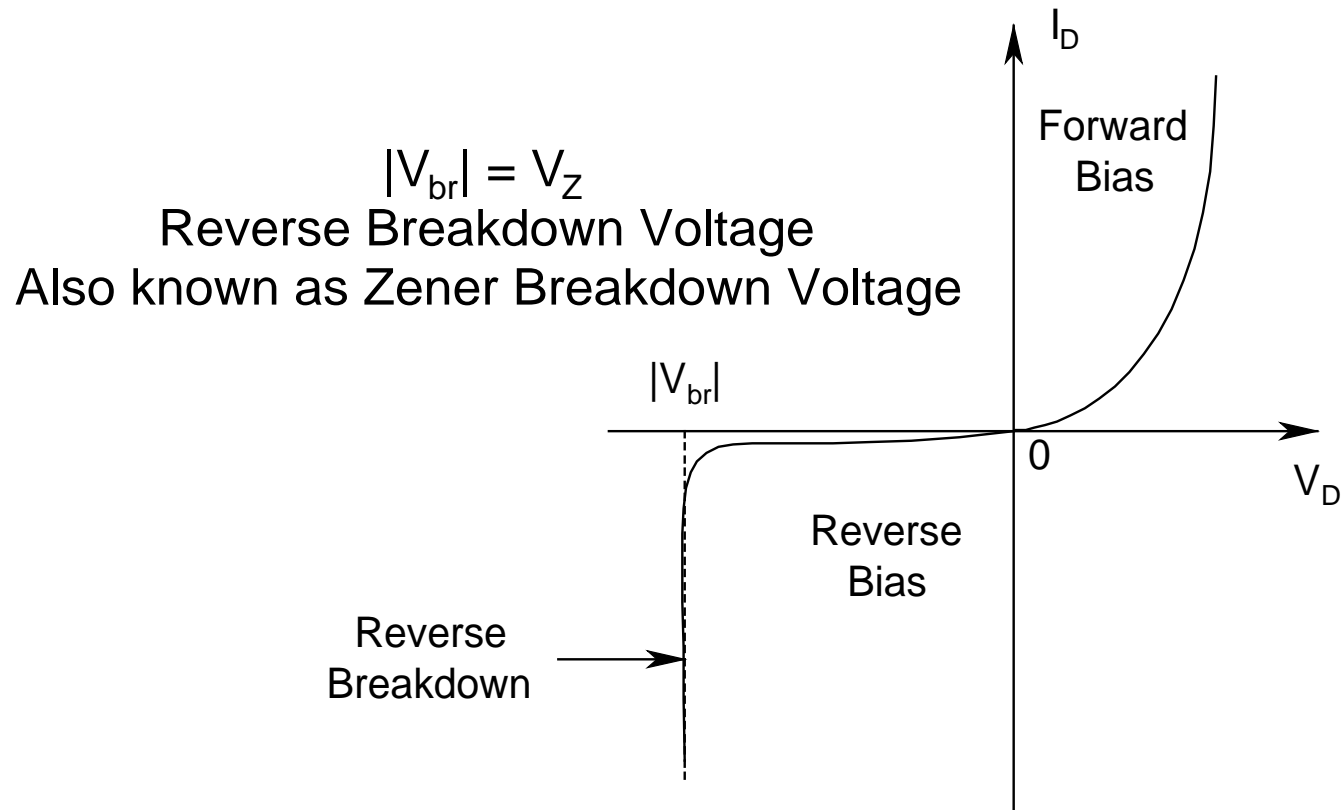 I_D
Forward
Bias
|V_br| = V_Z
Reverse Breakdown Voltage
Also known as Zener Breakdown Voltage
|V_br|
0
V_D
Reverse
Bias
Reverse
Breakdown